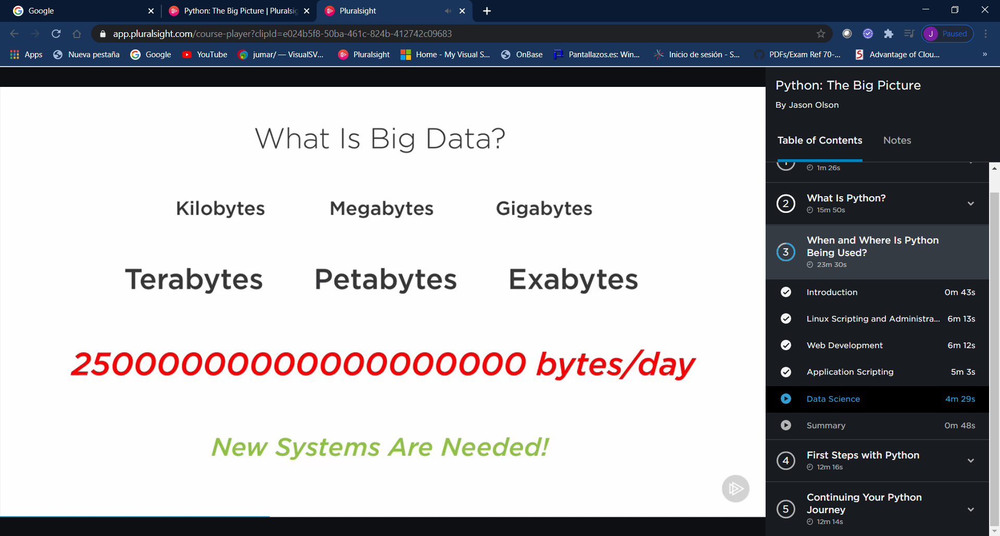 Google
Python: The Big Picture | Pluralsig
Pluralsight
app.pluralsight.com/course-player?clipId=e024b5f8-50ba-461c-824b-412742c09683
J Paused
Apps
Nueva pestaña
Google
YouTube
jumar/ — VisualSV...
Pluralsight
Home - My Visual S...
OnBase
Pantallazos.es: Win...
Inicio de sesión - S...
PDFs/Exam Ref 70-...
Advantage of Clou...
»
What Is Big Data?
Kilobytes Megabytes Gigabytes
Terabytes Petabytes Exabytes
2500000000000000000 bytes/day
New Systems Are Needed!
Python: The Big Picture
By Jason Olson
Table of Contents Notes
1m 26s
2 What Is Python?
15m 50s
3 When and Where Is Python
Being Used?
23m 30s
Introduction 0m 43s
Linux Scripting and Administra... 6m 13s
Web Development 6m 12s
Application Scripting 5m 3s
Data Science 4m 29s
Summary 0m 48s
4 First Steps with Python
12m 16s
5 Continuing Your Python
Journey
12m 14s